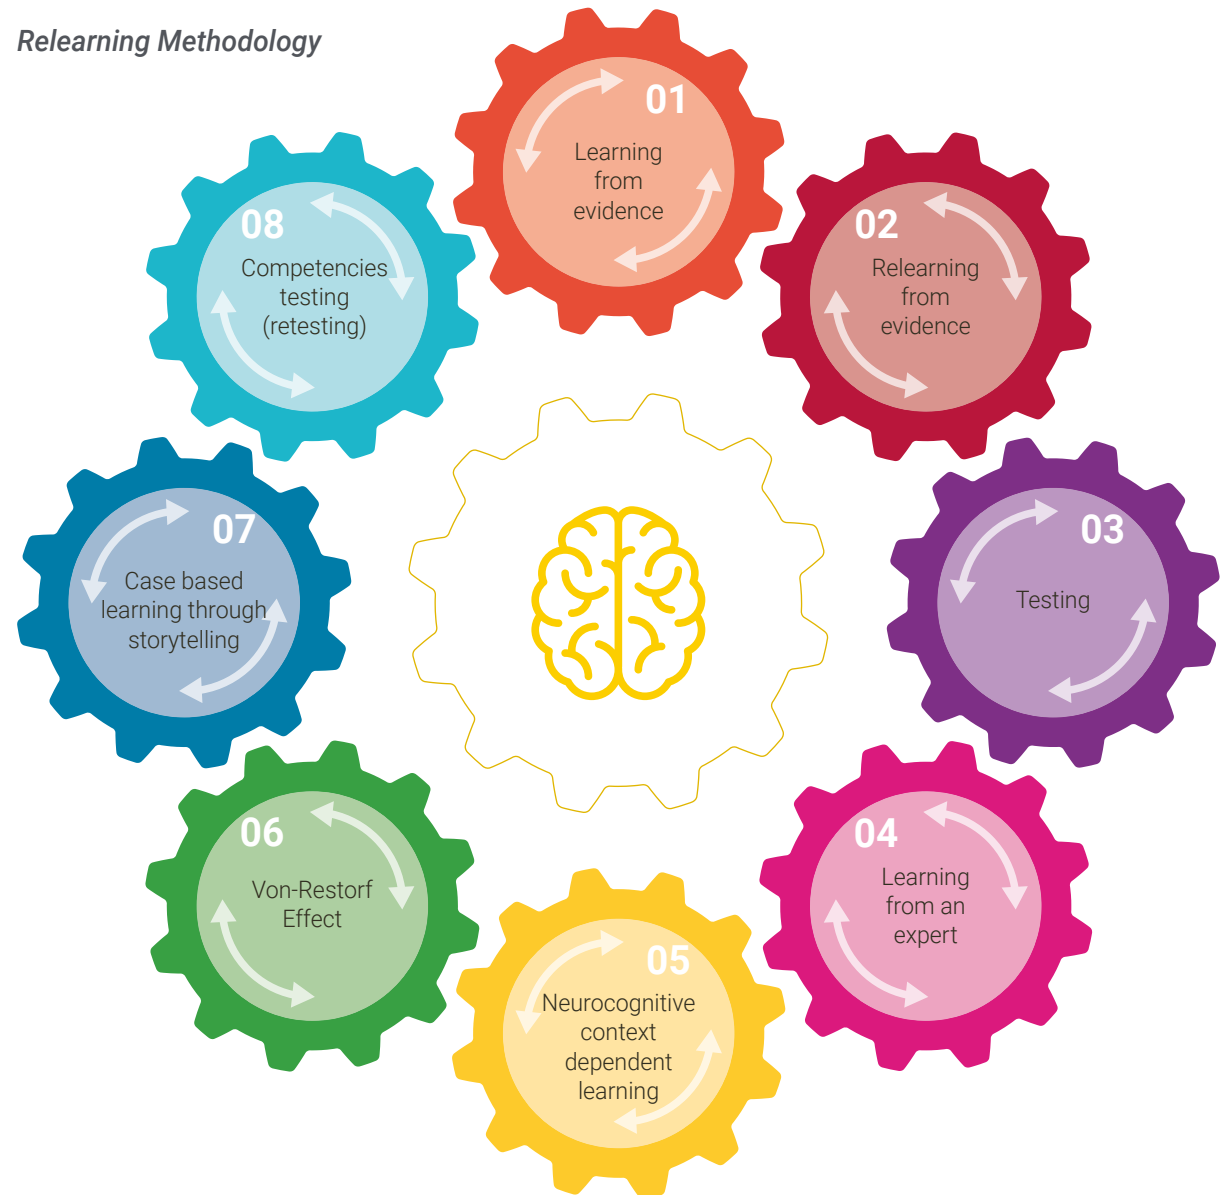 Relearning Methodology
01
Learning
from
evidence
02
Relearning
from
evidence
03
Testing
04
Learning
from an
expert
05
Neurocognitive
context
dependent
learning
06
Von-Restorf
Effect
07
Case based
learning through
storytelling
08
Competencies
testing
(retesting)